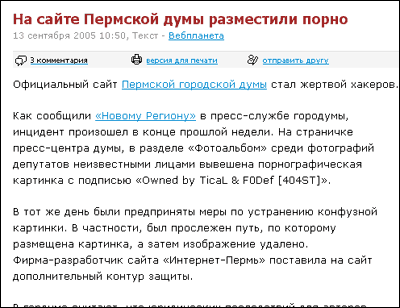 На сайте Пермской думы разместили порно
13 сентября 2005 10:50, Текст - Вебпланета
3 комментария версия для печати отправить другу
Официальный сайт Пермской городской думы стал жертвой хакеров.
Как сообщили «Новому Региону» в пресс-службе гордумы,
инцидент произошел в конце прошлой недели. На страничке
пресс-центра думы, в разделе «Фотоальбом» среди фотографий
депутатов неизвестными лицами вывешена порнографическая
картинка с подписью «Owned by TicaL & F0Def [404ST]».
В тот же день были предприняты меры по устранению конфузной
картинки. В частности, был прослежен путь, по которому
размещена картинка, а затем изображение удалено.
Фирма-разработчик сайта «Интернет-Пермь» поставила на сайт
дополнительный контур защиты.